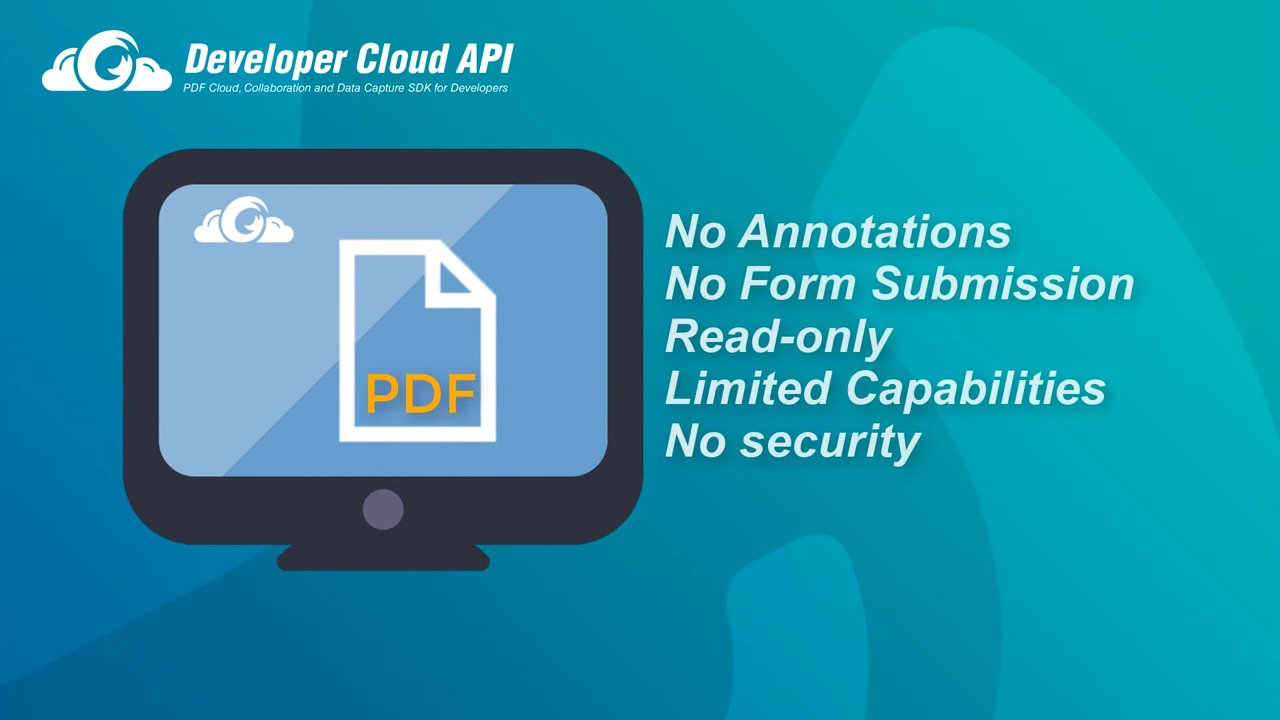 Developer Cloud API
PDF Cloud, Collaboration and Data Capture SDK for Developers
PDF
No Annotations
No Form Submission
Read-only
Limited Capabilities
No security